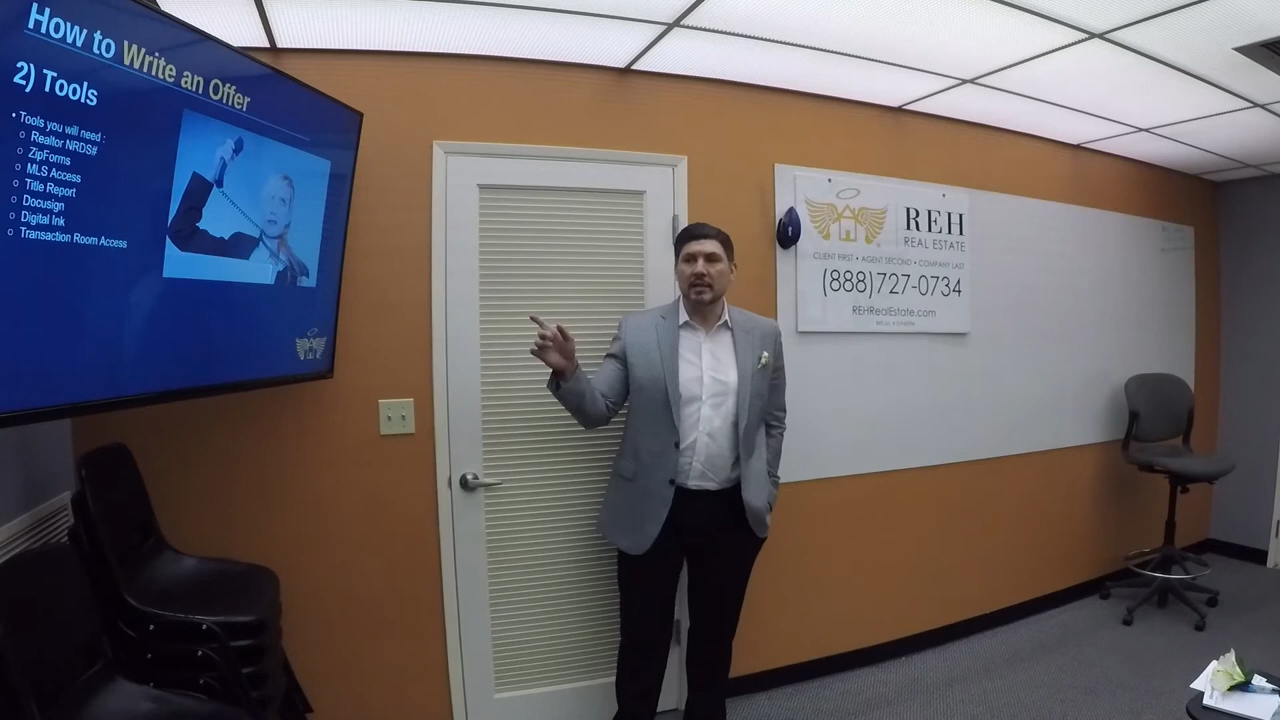 How to Write an Offer
2) Tools
• Tools you will need :
o Realtor NRDS#
o ZipForms
o MLS Access
o Title Report
o Docusign
o Digital Ink
o Transaction Room Access
REH
REAL ESTATE
CLIENT FIRST • AGENT SECOND • COMPANY LAST
(888)727-0734
REHRealEstate.com